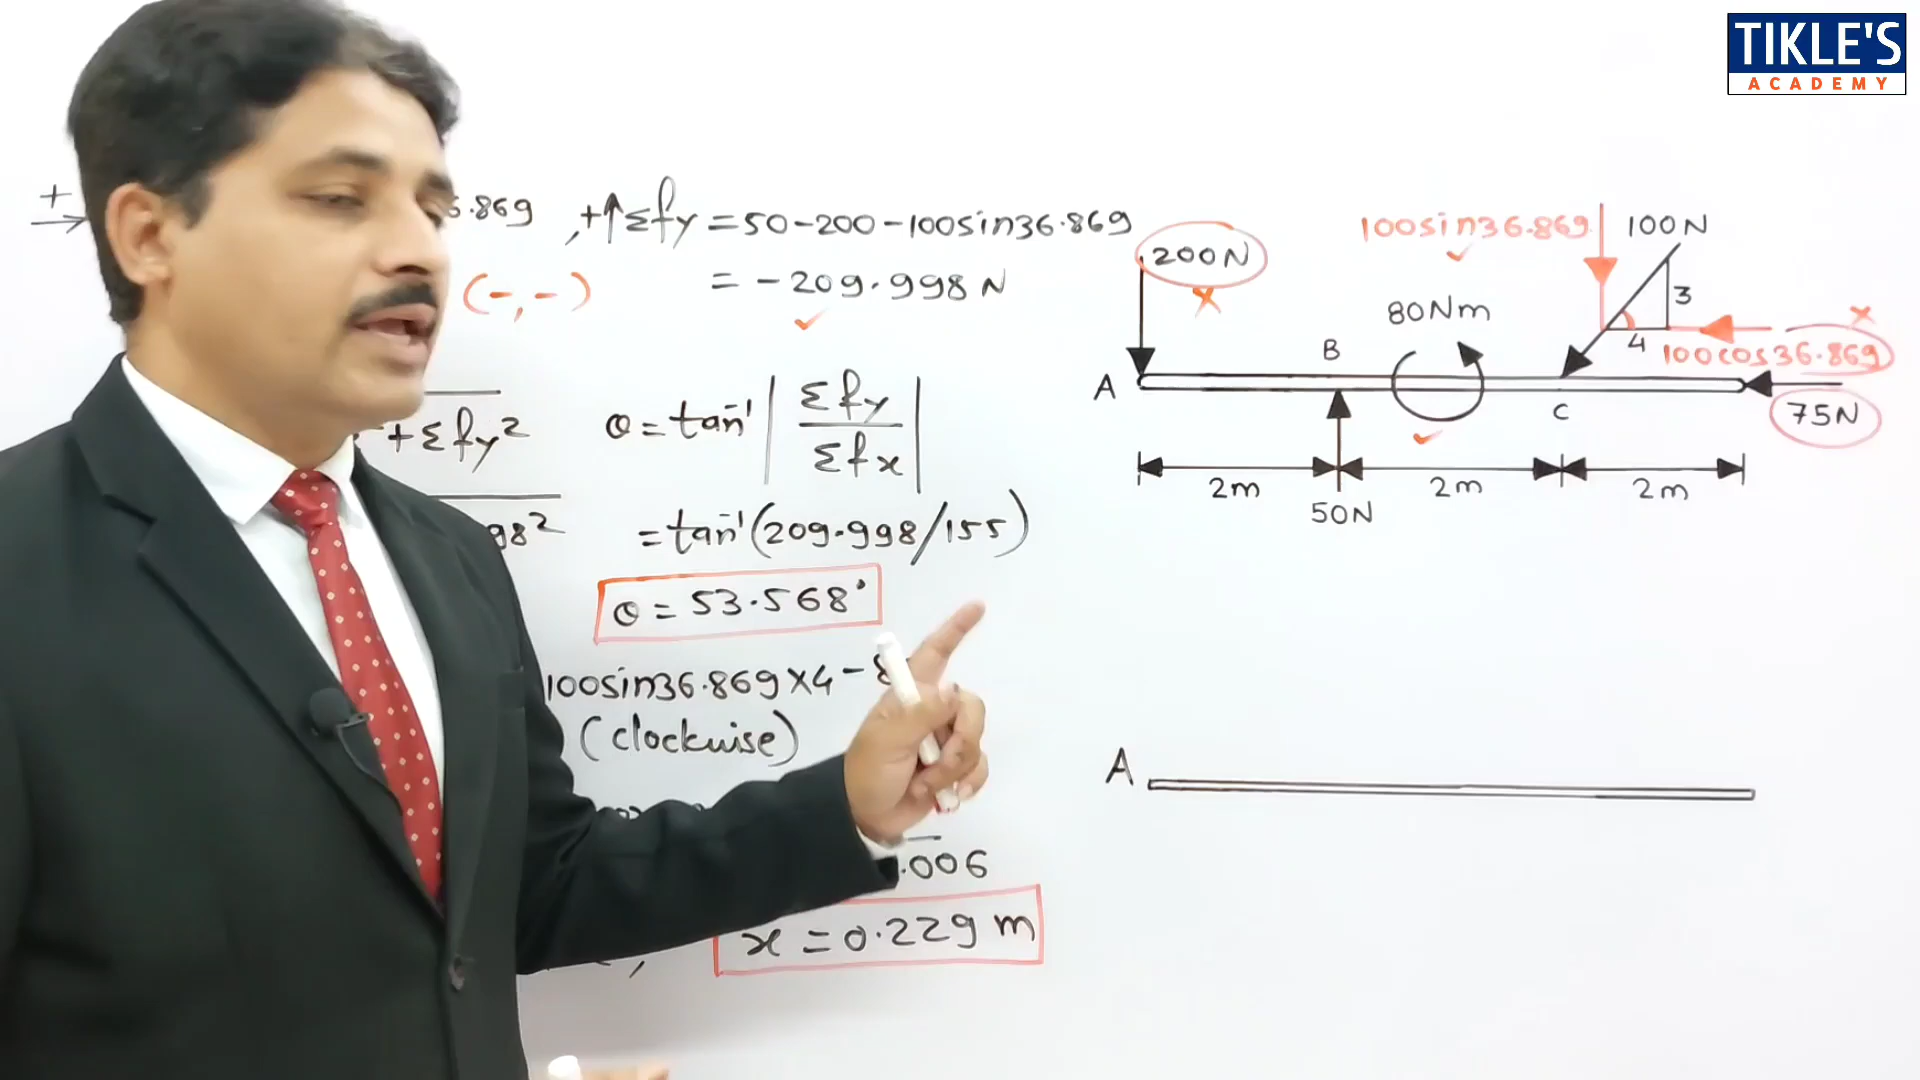 TIKLE'S
ACADEMY
+
.869 , +↑Σfy = 50-200-100sin36.869
(-,-)
= -209.998 N
+Σfy²
θ = tan⁻¹ | Σfy / Σfx |
98²
= tan⁻¹(209.998/155)
θ = 53.568°
100sin36.869×4 -
(clockwise)
.006
x = 0.229 m
200N
x
100sin36.869
100N
3
4
x
100cos36.869
80Nm
A
B
C
75N
2m
2m
2m
50N
A